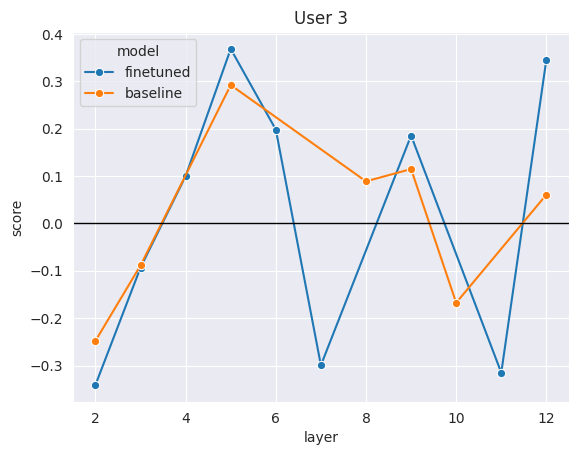 User 3
model
finetuned
baseline
score
0.4
0.3
0.2
0.1
0.0
−0.1
−0.2
−0.3
2 4 6 8 10 12
layer